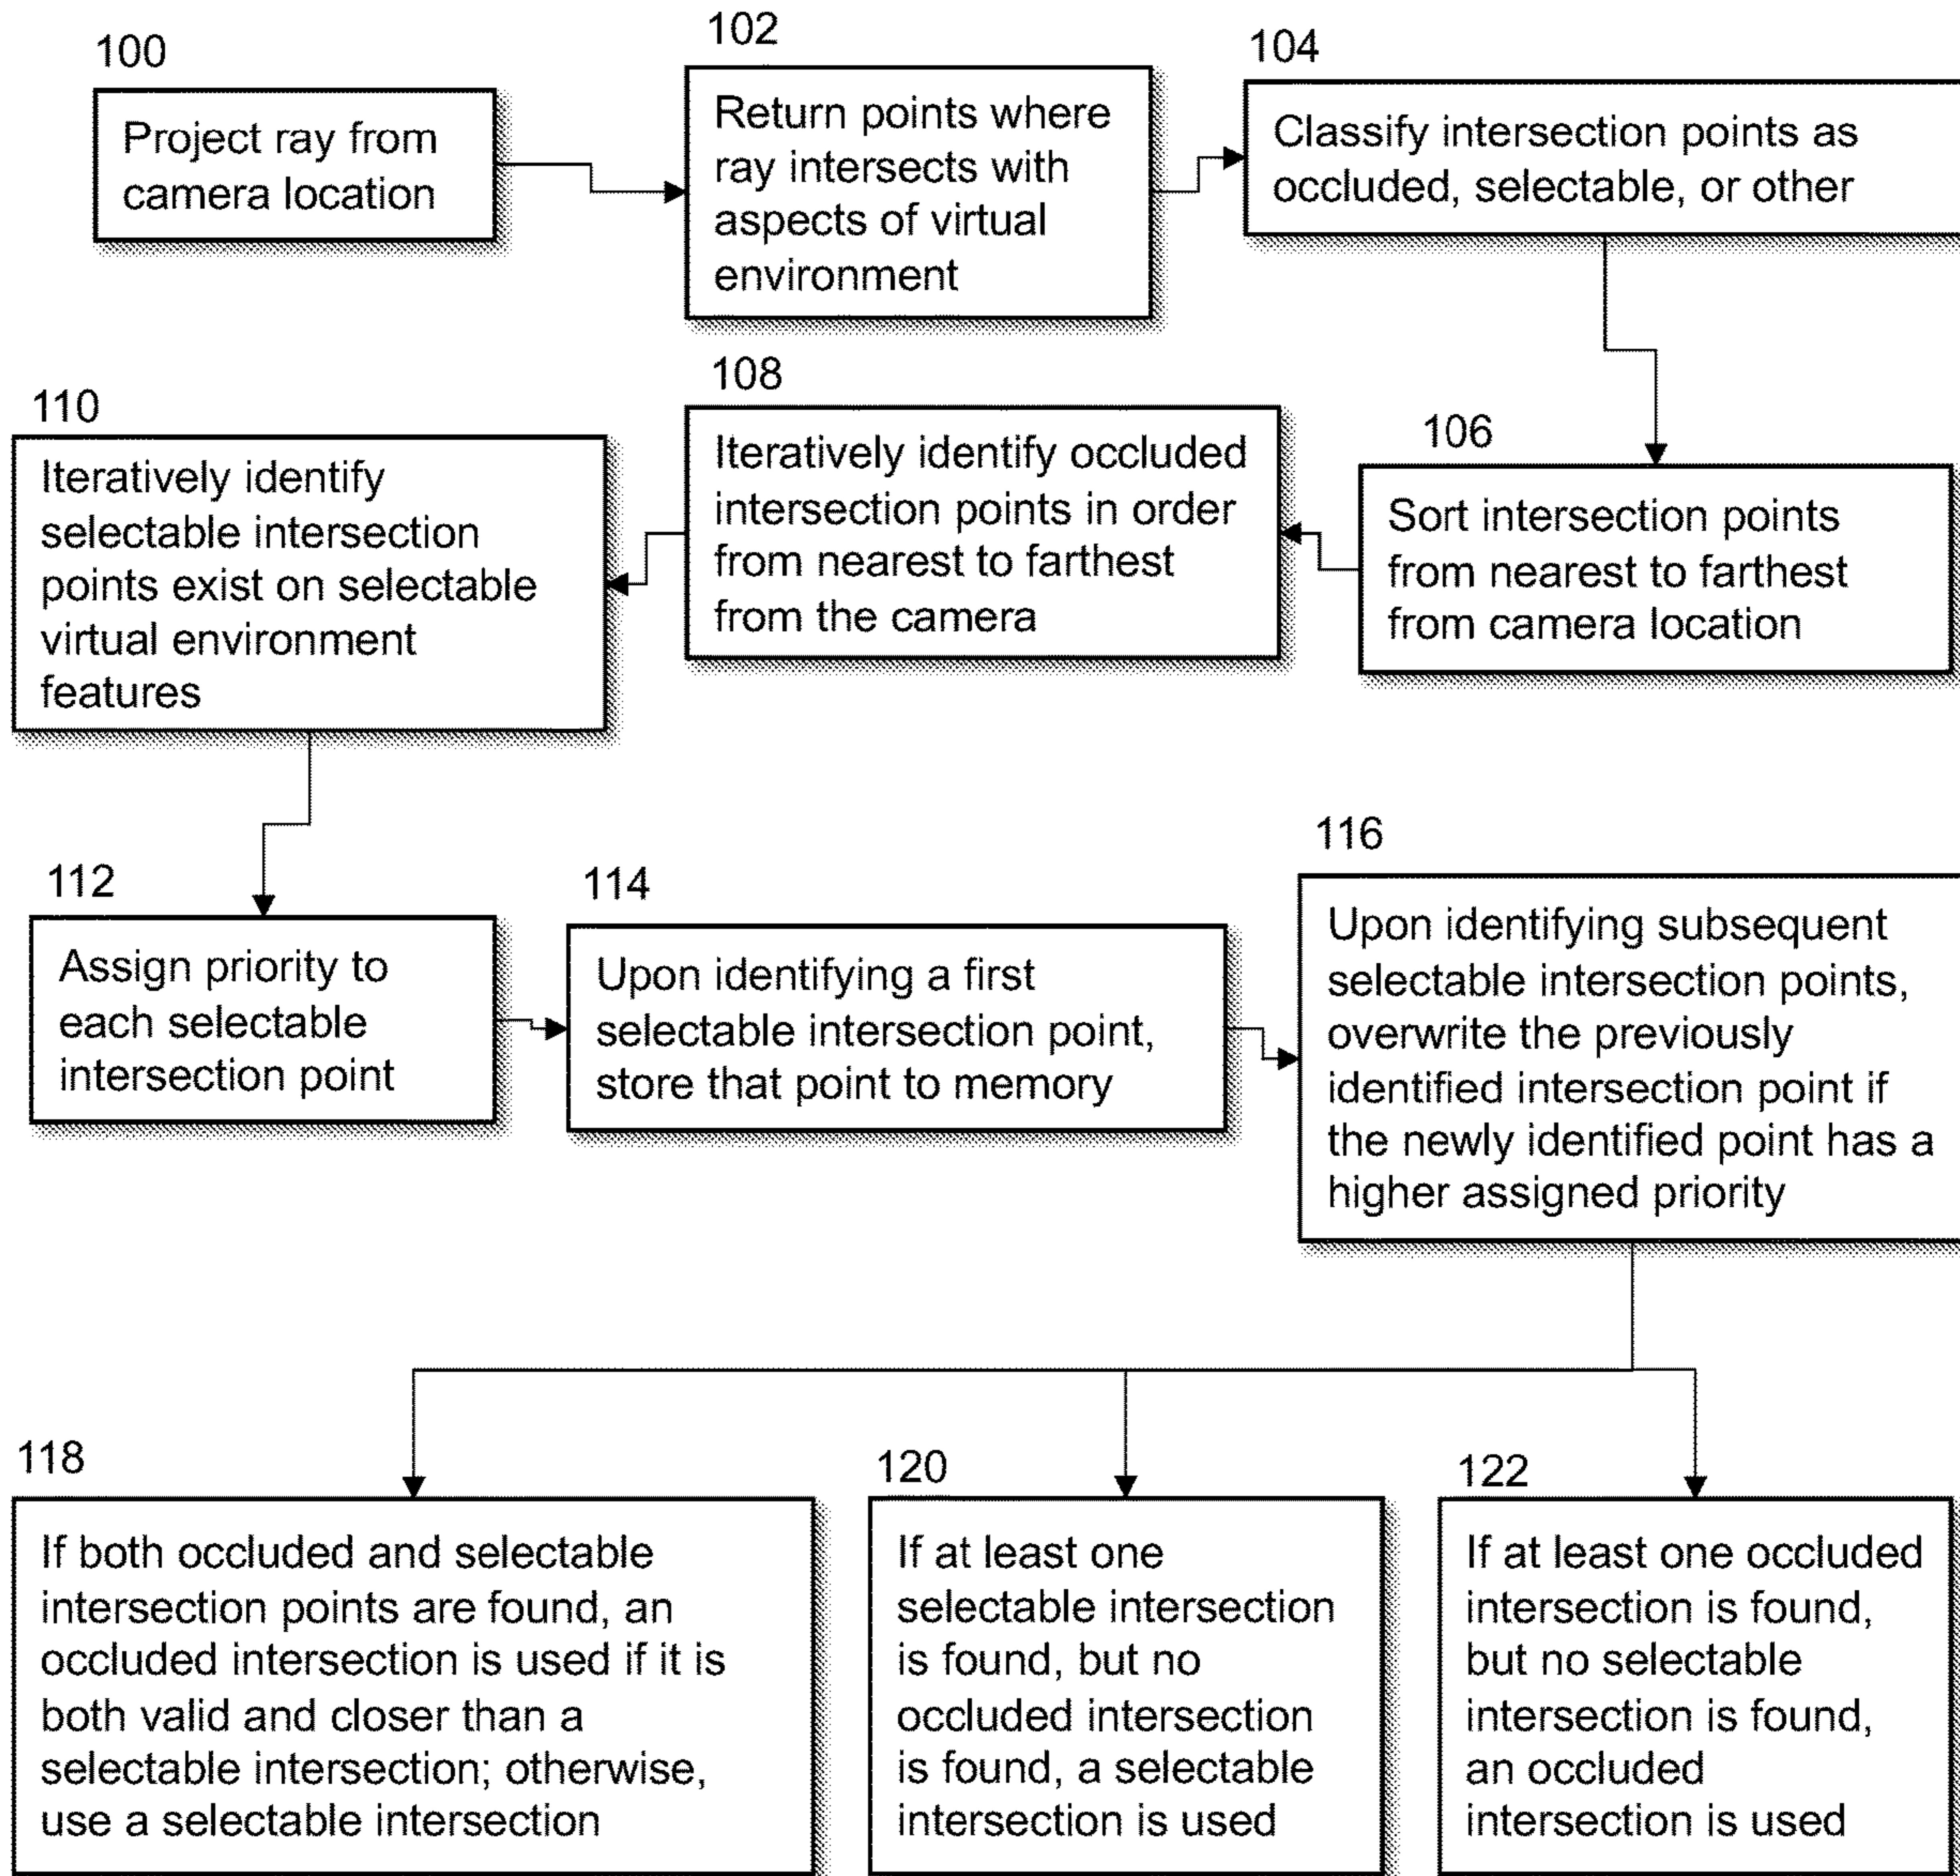 100
Project ray from
camera location
102
Return points where
ray intersects with
aspects of virtual
environment
104
Classify intersection points as
occluded, selectable, or other
106
Sort intersection points
from nearest to farthest
from camera location
108
Iteratively identify occluded
intersection points in order
from nearest to farthest
from the camera
110
Iteratively identify
selectable intersection
points exist on selectable
virtual environment
features
112
Assign priority to
each selectable
intersection point
114
Upon identifying a first
selectable intersection point,
store that point to memory
116
Upon identifying subsequent
selectable intersection points,
overwrite the previously
identified intersection point if
the newly identified point has a
higher assigned priority
118
If both occluded and selectable
intersection points are found, an
occluded intersection is used if it is
both valid and closer than a
selectable intersection; otherwise,
use a selectable intersection
120
If at least one
selectable intersection
is found, but no
occluded intersection
is found, a selectable
intersection is used
122
If at least one occluded
intersection is found,
but no selectable
intersection is found,
an occluded
intersection is used